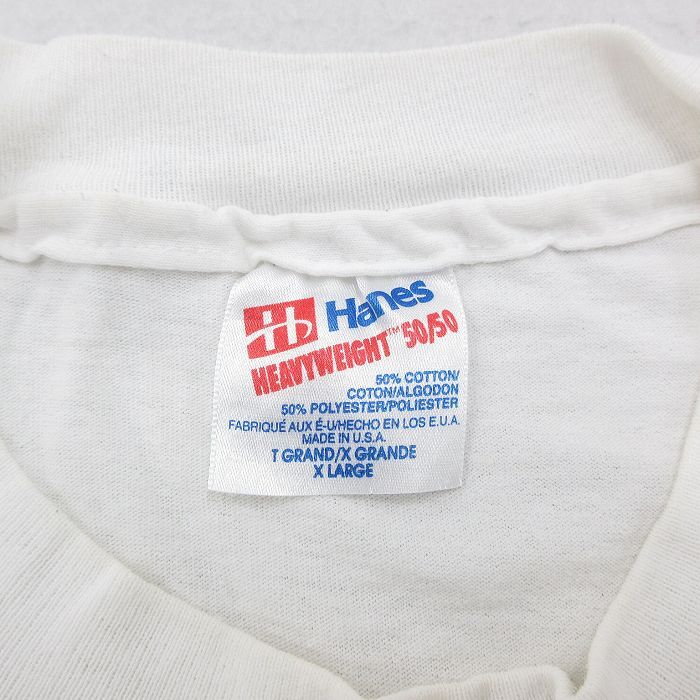 Hanes
HEAVYWEIGHT™ 50/50
50% COTTON/
COTON/ALGODON
50% POLYESTER/POLIESTER
FABRIQUÉ AUX É-U/HECHO EN LOS E.U.A.
MADE IN U.S.A.
T GRAND/X GRANDE
X LARGE